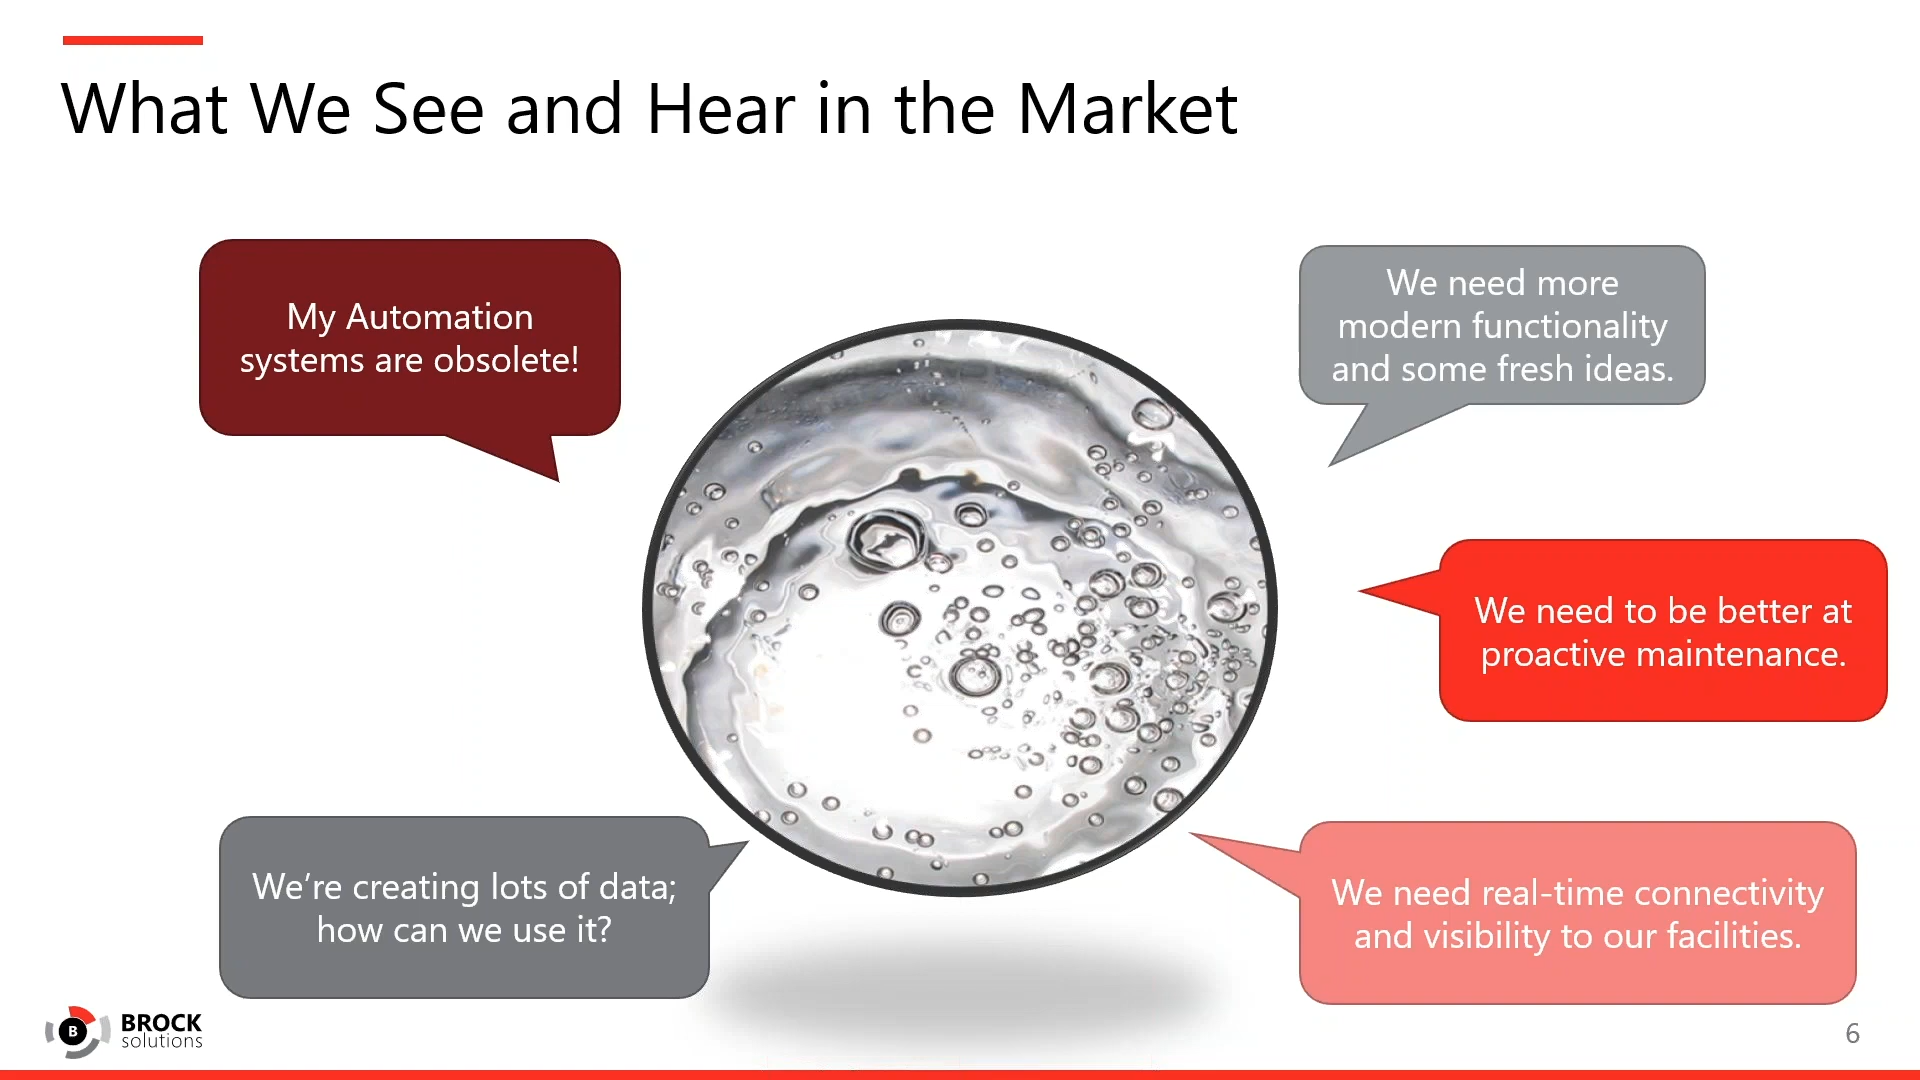 What We See and Hear in the Market
My Automation
systems are obsolete!
We need more
modern functionality
and some fresh ideas.
We need to be better at
proactive maintenance.
We’re creating lots of data;
how can we use it?
We need real-time connectivity
and visibility to our facilities.
B
BROCK
solutions
6